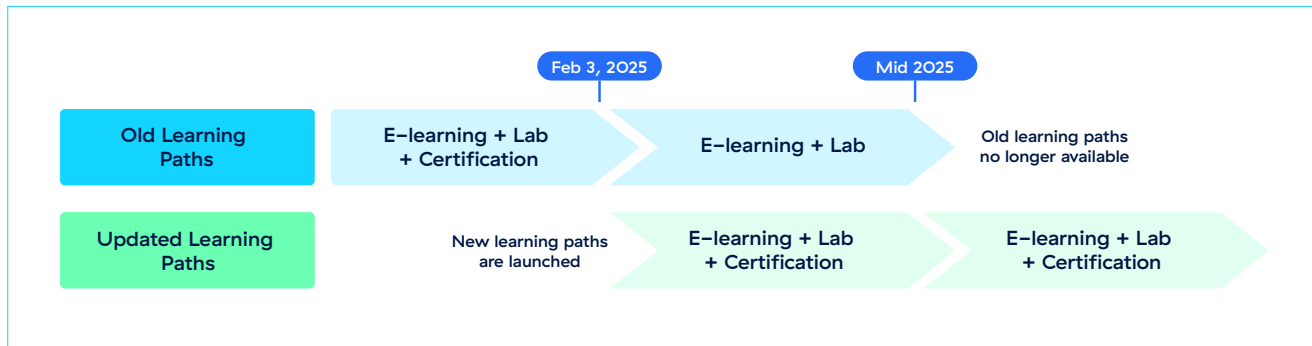 Feb 3, 2025
Mid 2025
Old Learning
Paths
E-learning + Lab
+ Certification
E-learning + Lab
Old learning paths
no longer available
Updated Learning
Paths
New learning paths
are launched
E-learning + Lab
+ Certification
E-learning + Lab
+ Certification